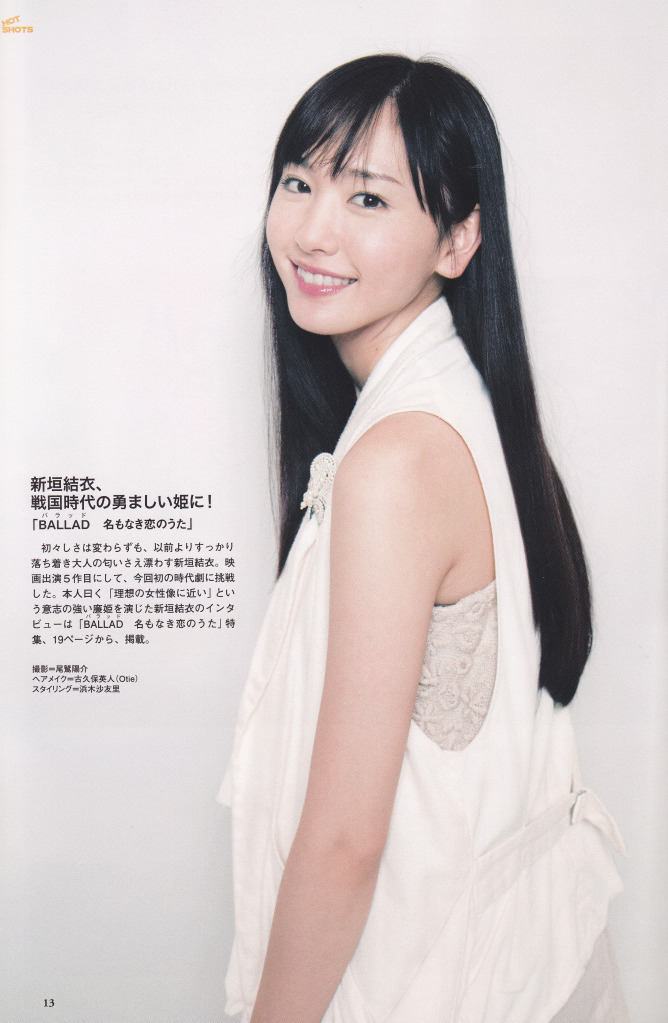 HOT
SHOTS
新垣結衣、
戦国時代の勇ましい姫に！
バラッド
「BALLAD　名もなき恋のうた」
初々しさは変わらずも、以前よりすっかり
落ち着き大人の匂いさえ漂わす新垣結衣。映
画出演５作目にして、今回初の時代劇に挑戦
した。本人曰く「理想の女性像に近い」とい
う意志の強い廉姫を演じた新垣結衣のインタ
バラッド
ビューは「BALLAD　名もなき恋のうた」特
集、19ページから、掲載。
撮影＝尾鷲陽介
ヘアメイク＝古久保英人（Otie）
スタイリング＝浜木沙友里
13